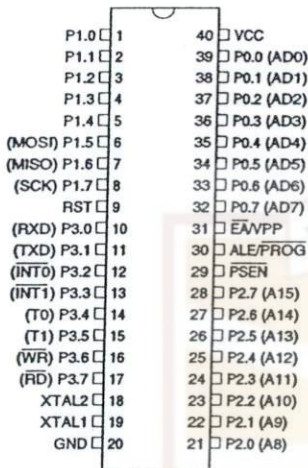 P1.0 1 40 VCC
P1.1 2 39 P0.0 (AD0)
P1.2 3 38 P0.1 (AD1)
P1.3 4 37 P0.2 (AD2)
P1.4 5 36 P0.3 (AD3)
(MOSI) P1.5 6 35 P0.4 (AD4)
(MISO) P1.6 7 34 P0.5 (AD5)
(SCK) P1.7 8 33 P0.6 (AD6)
RST 9 32 P0.7 (AD7)
(RXD) P3.0 10 31 E̅A̅/VPP
(TXD) P3.1 11 30 ALE/P̅R̅O̅G̅
(I̅N̅T̅0̅) P3.2 12 29 P̅S̅E̅N̅
(I̅N̅T̅1̅) P3.3 13 28 P2.7 (A15)
(T0) P3.4 14 27 P2.6 (A14)
(T1) P3.5 15 26 P2.5 (A13)
(W̅R̅) P3.6 16 25 P2.4 (A12)
(R̅D̅) P3.7 17 24 P2.3 (A11)
XTAL2 18 23 P2.2 (A10)
XTAL1 19 22 P2.1 (A9)
GND 20 21 P2.0 (A8)